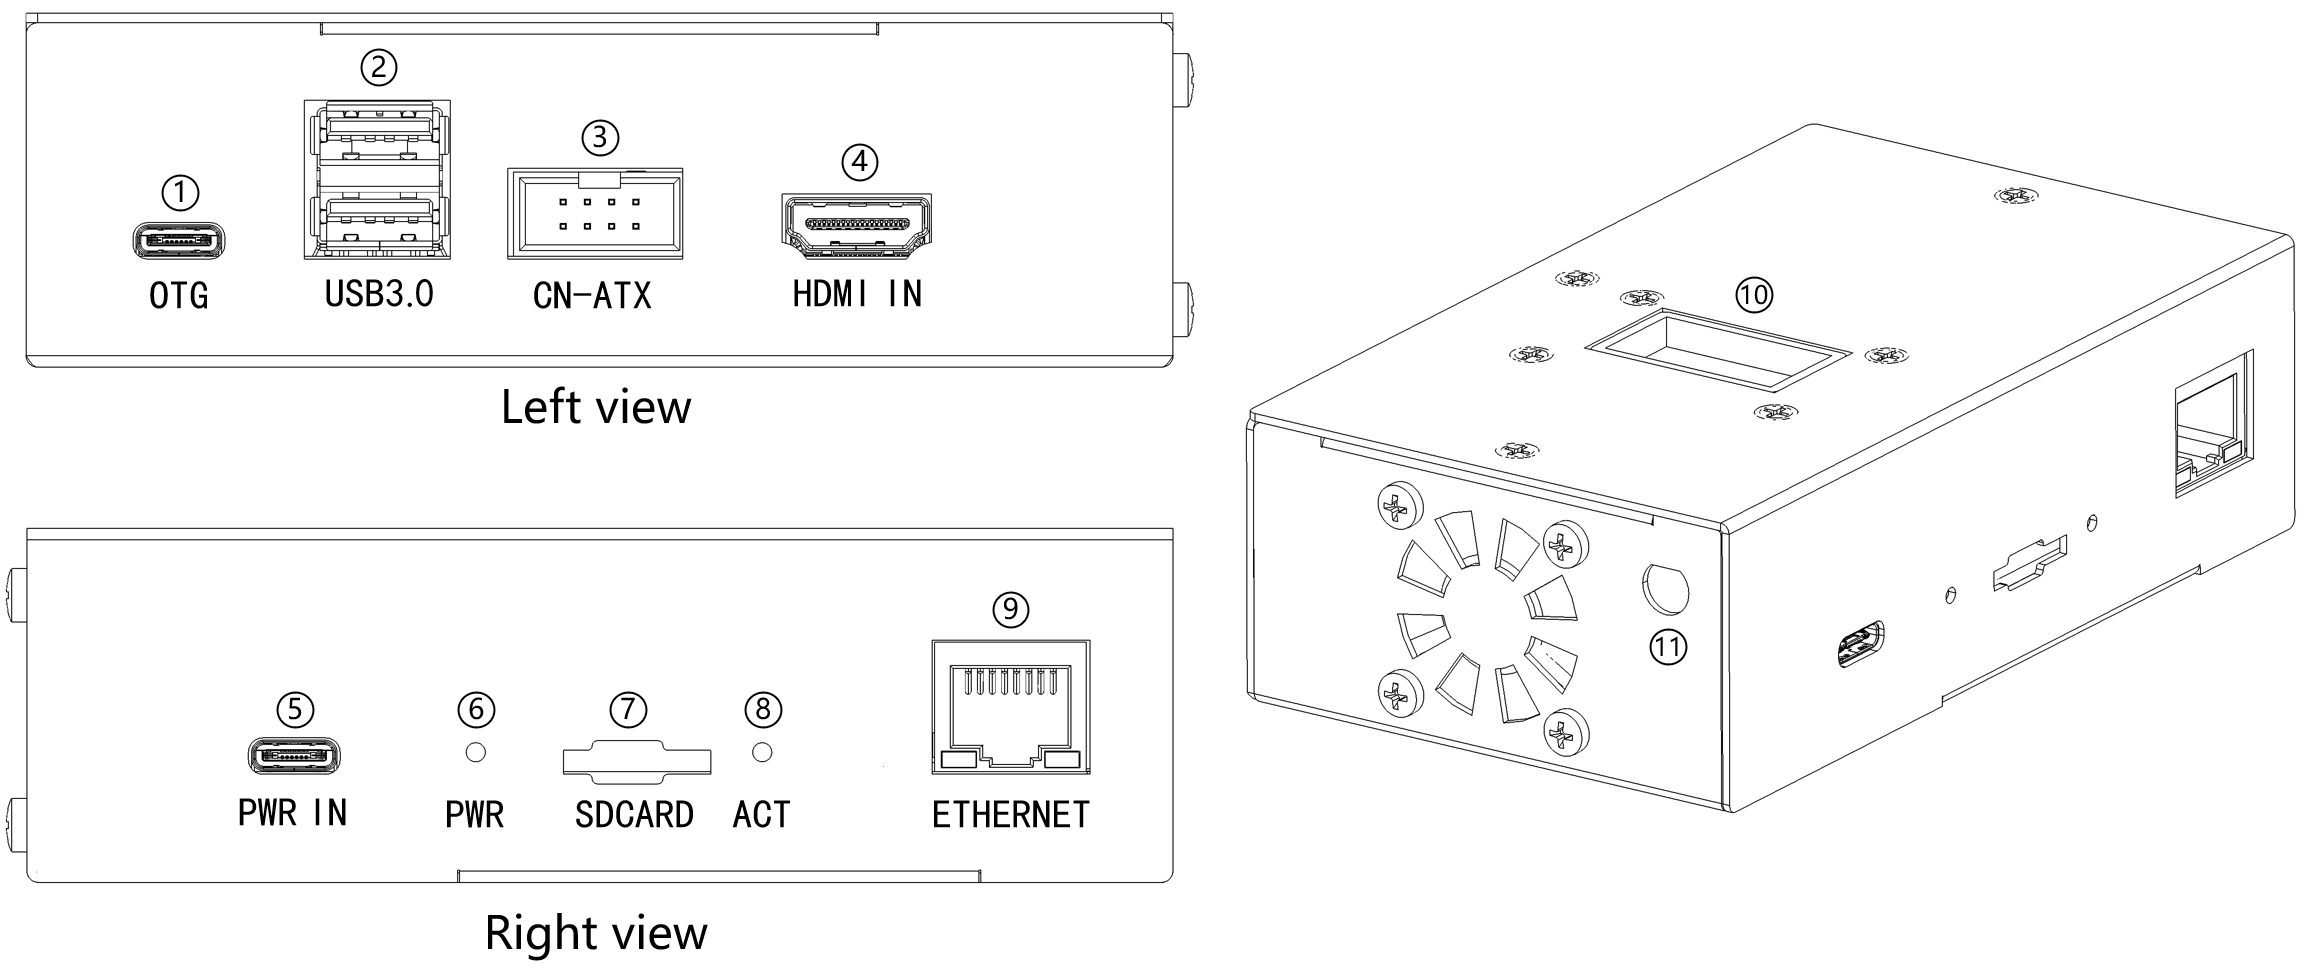 ① ② ③ ④
OTG USB3.0 CN-ATX HDMI IN
Left view
⑤ ⑥ ⑦ ⑧ ⑨
PWR IN PWR SDCARD ACT ETHERNET
Right view
⑩
⑪